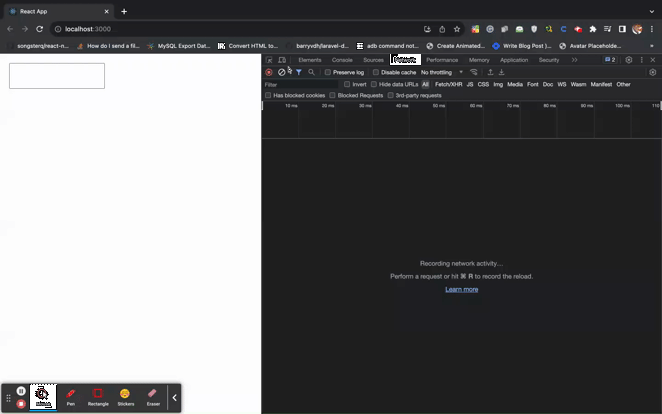 React App
localhost:3000
songsterq/react-n...
How do I send a fil...
MySQL Export Dat...
Convert HTML to...
barryvdh/laravel-d...
adb command not...
Create Animated...
Write Blog Post |...
Avatar Placeholde...
»
Elements Console Sources Performance Memory Application Security 2
Preserve log Disable cache No throttling
Filter Invert Hide data URLs All Fetch/XHR JS CSS Img Media Font Doc WS Wasm Manifest Other
Has blocked cookies Blocked Requests 3rd-party requests
10 ms 20 ms 30 ms 40 ms 50 ms 60 ms 70 ms 80 ms 90 ms 100 ms 110
Recording network activity...
Perform a request or hit ⌘ R to record the reload.
Learn more
Pen Rectangle Stickers Eraser